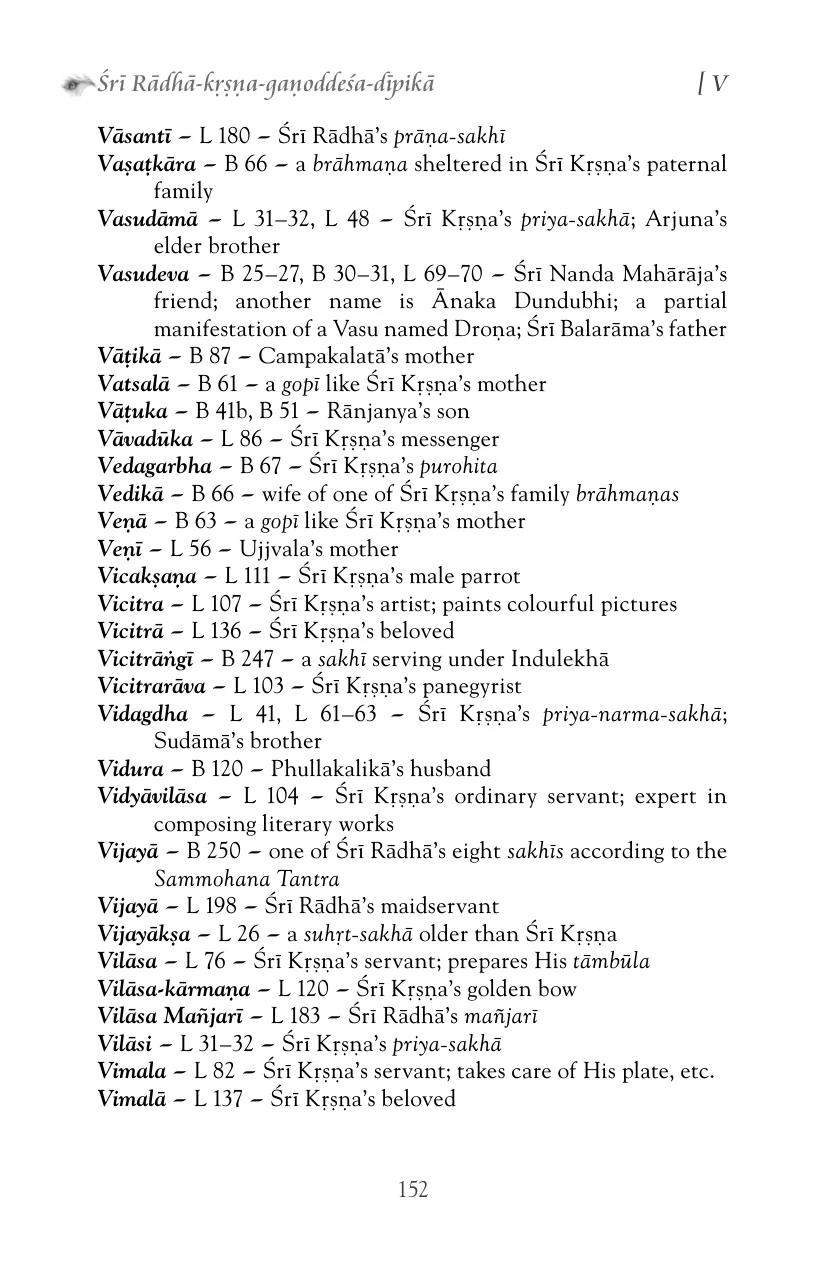 Śrī Rādhā-kṛṣṇa-gaṇoddeśa-dīpikā [ V
Vāsantī – L 180 – Śrī Rādhā’s prāṇa-sakhī
Vaṣaṭkāra – B 66 – a brāhmaṇa sheltered in Śrī Kṛṣṇa’s paternal
family
Vasudāmā – L 31–32, L 48 – Śrī Kṛṣṇa’s priya-sakhā; Arjuna’s
elder brother
Vasudeva – B 25–27, B 30–31, L 69–70 – Śrī Nanda Mahārāja’s
friend; another name is Ānaka Dundubhi; a partial
manifestation of a Vasu named Droṇa; Śrī Balarāma’s father
Vāṭikā – B 87 – Campakalatā’s mother
Vatsalā – B 61 – a gopī like Śrī Kṛṣṇa’s mother
Vāṭuka – B 41b, B 51 – Rānjanya’s son
Vāvadūka – L 86 – Śrī Kṛṣṇa’s messenger
Vedagarbha – B 67 – Śrī Kṛṣṇa’s purohita
Vedikā – B 66 – wife of one of Śrī Kṛṣṇa’s family brāhmaṇas
Veṇā – B 63 – a gopī like Śrī Kṛṣṇa’s mother
Veṇī – L 56 – Ujjvala’s mother
Vicakṣaṇa – L 111 – Śrī Kṛṣṇa’s male parrot
Vicitra – L 107 – Śrī Kṛṣṇa’s artist; paints colourful pictures
Vicitrā – L 136 – Śrī Kṛṣṇa’s beloved
Vicitrāṅgī – B 247 – a sakhī serving under Indulekhā
Vicitrarāva – L 103 – Śrī Kṛṣṇa’s panegyrist
Vidagdha – L 41, L 61–63 – Śrī Kṛṣṇa’s priya-narma-sakhā;
Sudāmā’s brother
Vidura – B 120 – Phullakalikā’s husband
Vidyāvilāsa – L 104 – Śrī Kṛṣṇa’s ordinary servant; expert in
composing literary works
Vijayā – B 250 – one of Śrī Rādhā’s eight sakhīs according to the
Sammohana Tantra
Vijayā – L 198 – Śrī Rādhā’s maidservant
Vijayākṣa – L 26 – a suhṛt-sakhā older than Śrī Kṛṣṇa
Vilāsa – L 76 – Śrī Kṛṣṇa’s servant; prepares His tāmbūla
Vilāsa-kārmaṇa – L 120 – Śrī Kṛṣṇa’s golden bow
Vilāsa Mañjarī – L 183 – Śrī Rādhā’s mañjarī
Vilāsi – L 31–32 – Śrī Kṛṣṇa’s priya-sakhā
Vimala – L 82 – Śrī Kṛṣṇa’s servant; takes care of His plate, etc.
Vimalā – L 137 – Śrī Kṛṣṇa’s beloved
152